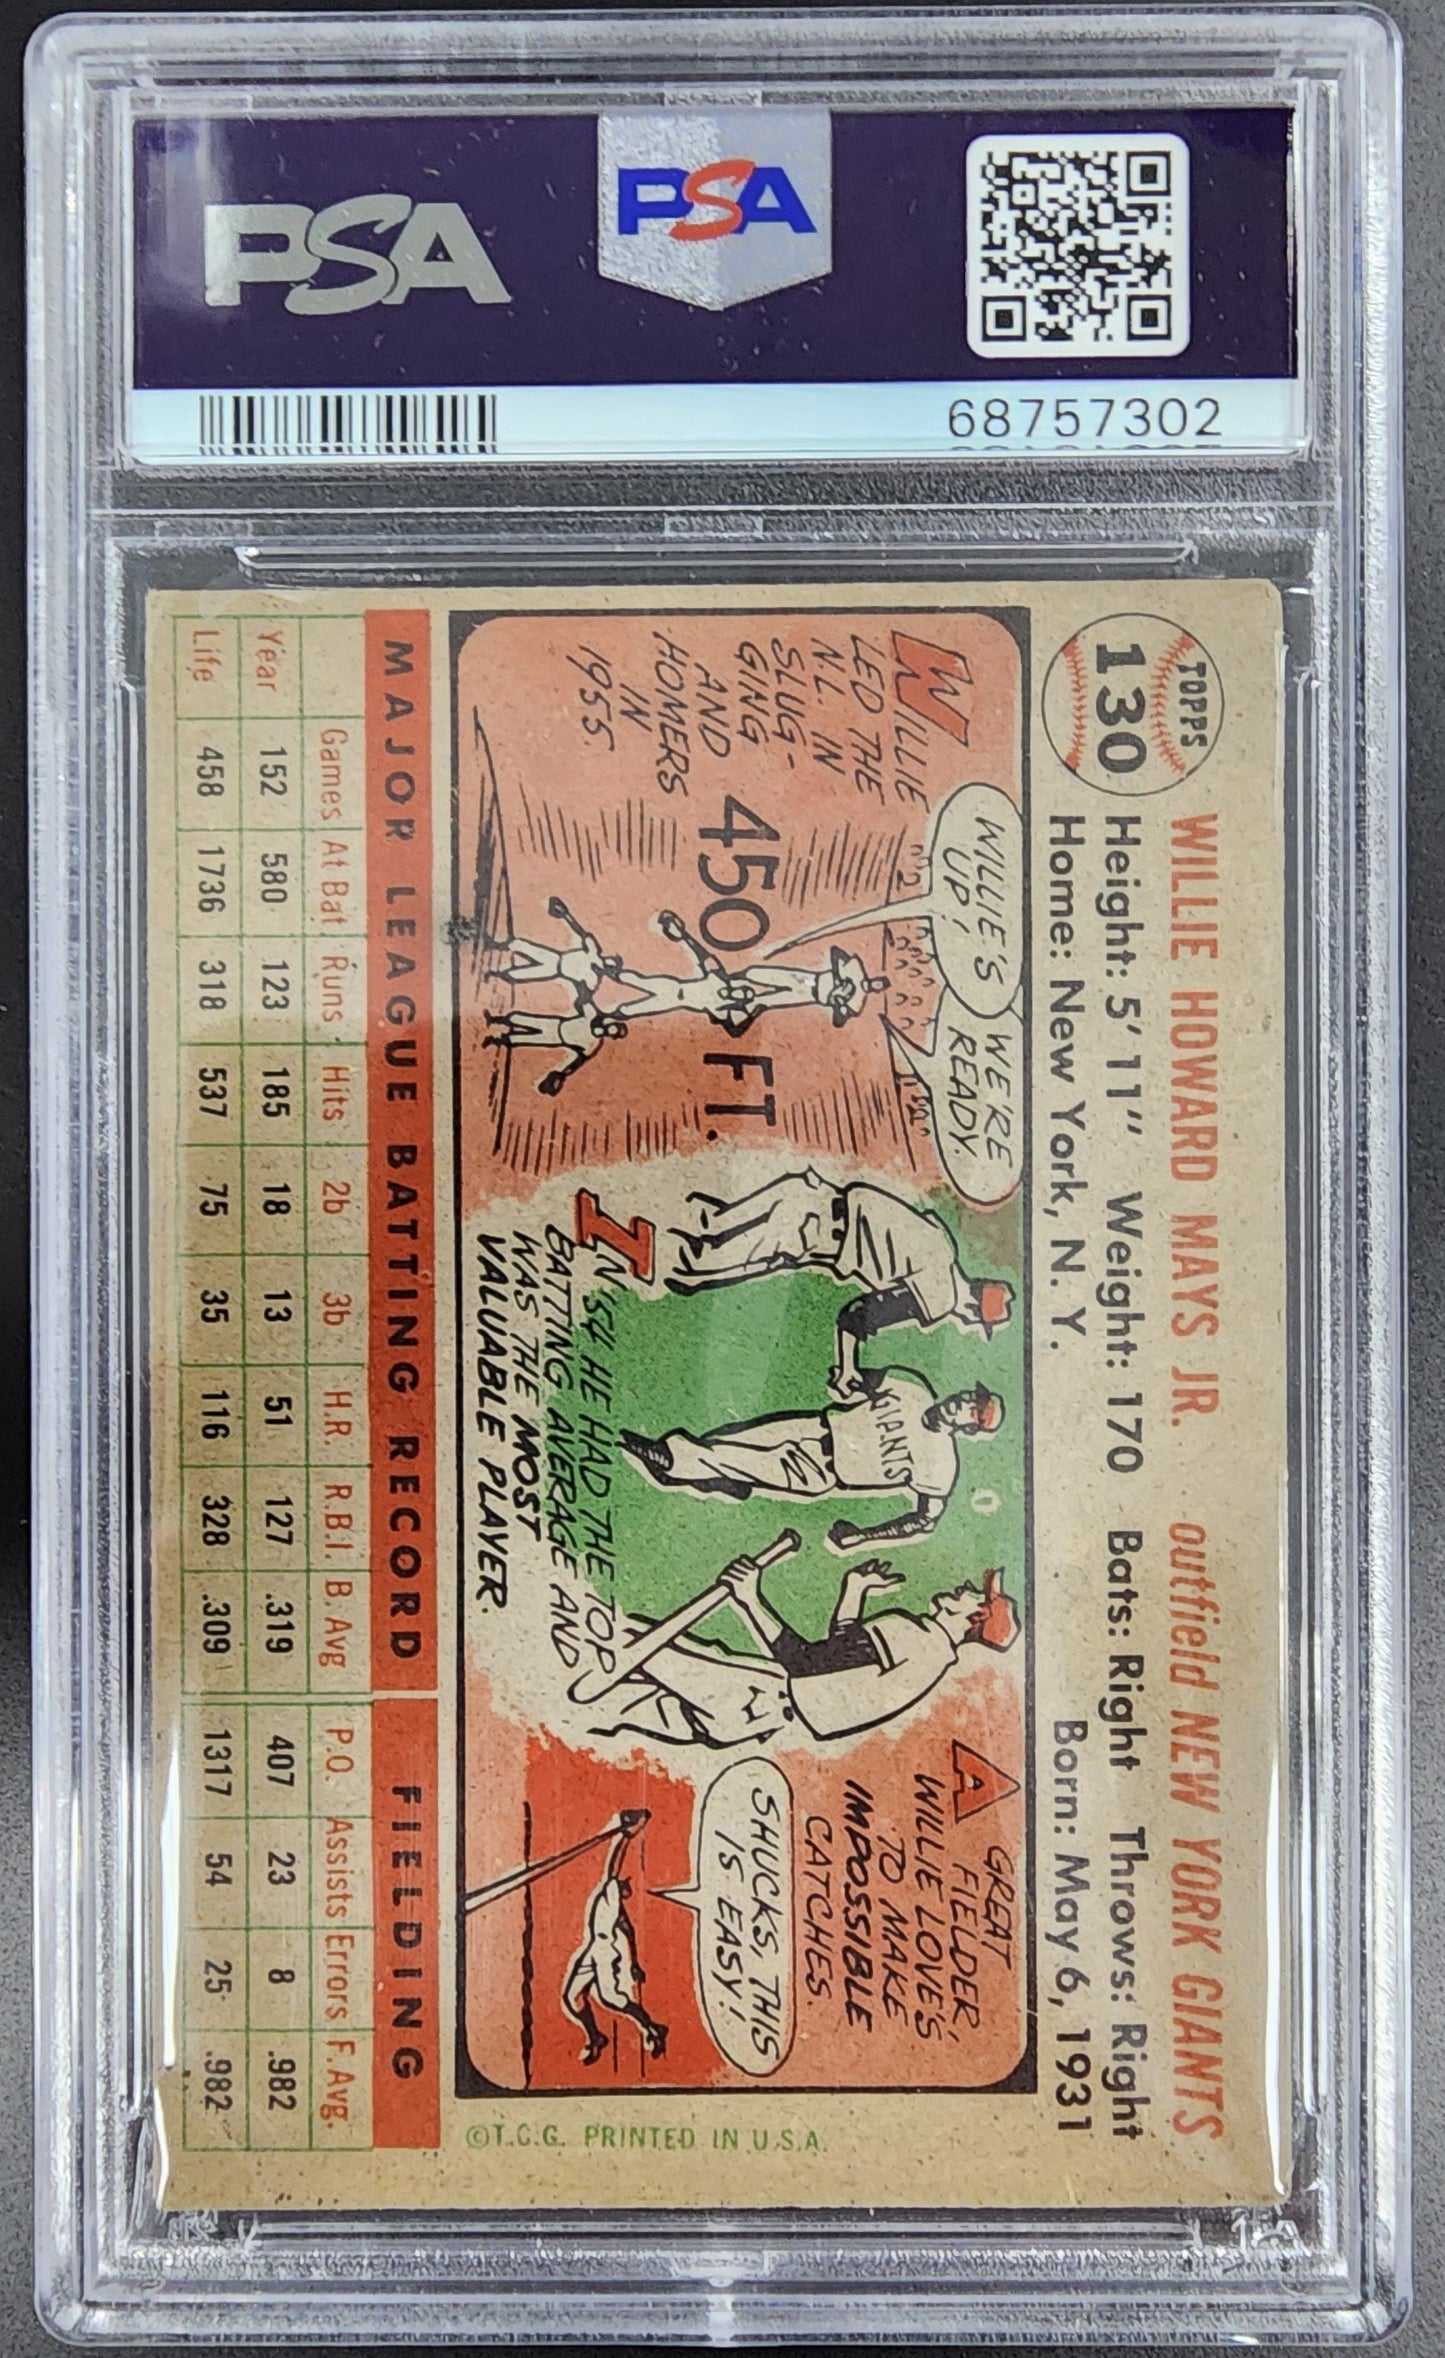 PSA
PSA
68757302
TOPPS
130
WILLIE HOWARD MAYS JR. outfield NEW YORK GIANTS
Height: 5' 11" Weight: 170 Bats: Right Throws: Right
Home: New York, N. Y. Born: May 6, 1931
WILLIE
LED THE
N.L. IN
SLUG-
GING
AND
HOMERS
IN
1955.
WILLIE'S
UP!
WE'RE
READY.
450 FT.
GIANTS
IN '54 HE HAD THE TOP
BATTING AVERAGE AND
WAS THE MOST
VALUABLE PLAYER.
A GREAT
FIELDER,
WILLIE LOVE'S
TO MAKE
IMPOSSIBLE
CATCHES.
SHUCKS, THIS
IS EASY!
MAJOR LEAGUE BATTING RECORD FIELDING
Games At Bat Runs Hits 2b 3b H.R. R.B.I. B. Avg P.O. Assists Errors F. Avg.
Year 152 580 123 185 18 13 51 127 .319 407 23 8 .982
Life 458 1736 318 537 75 35 116 328 .309 1317 54 25 .982
©T.C.G. PRINTED IN U.S.A.